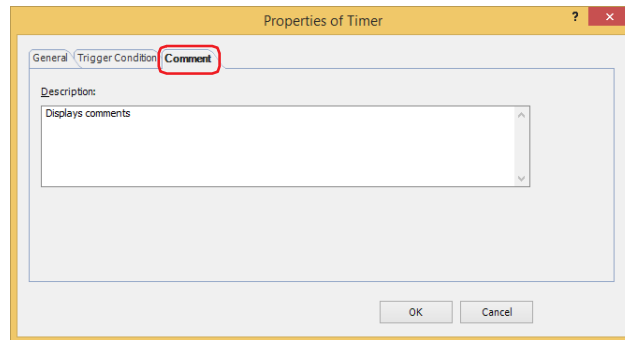 Properties of Timer ?
General Trigger Condition Comment
Description:
Displays comments
OK Cancel